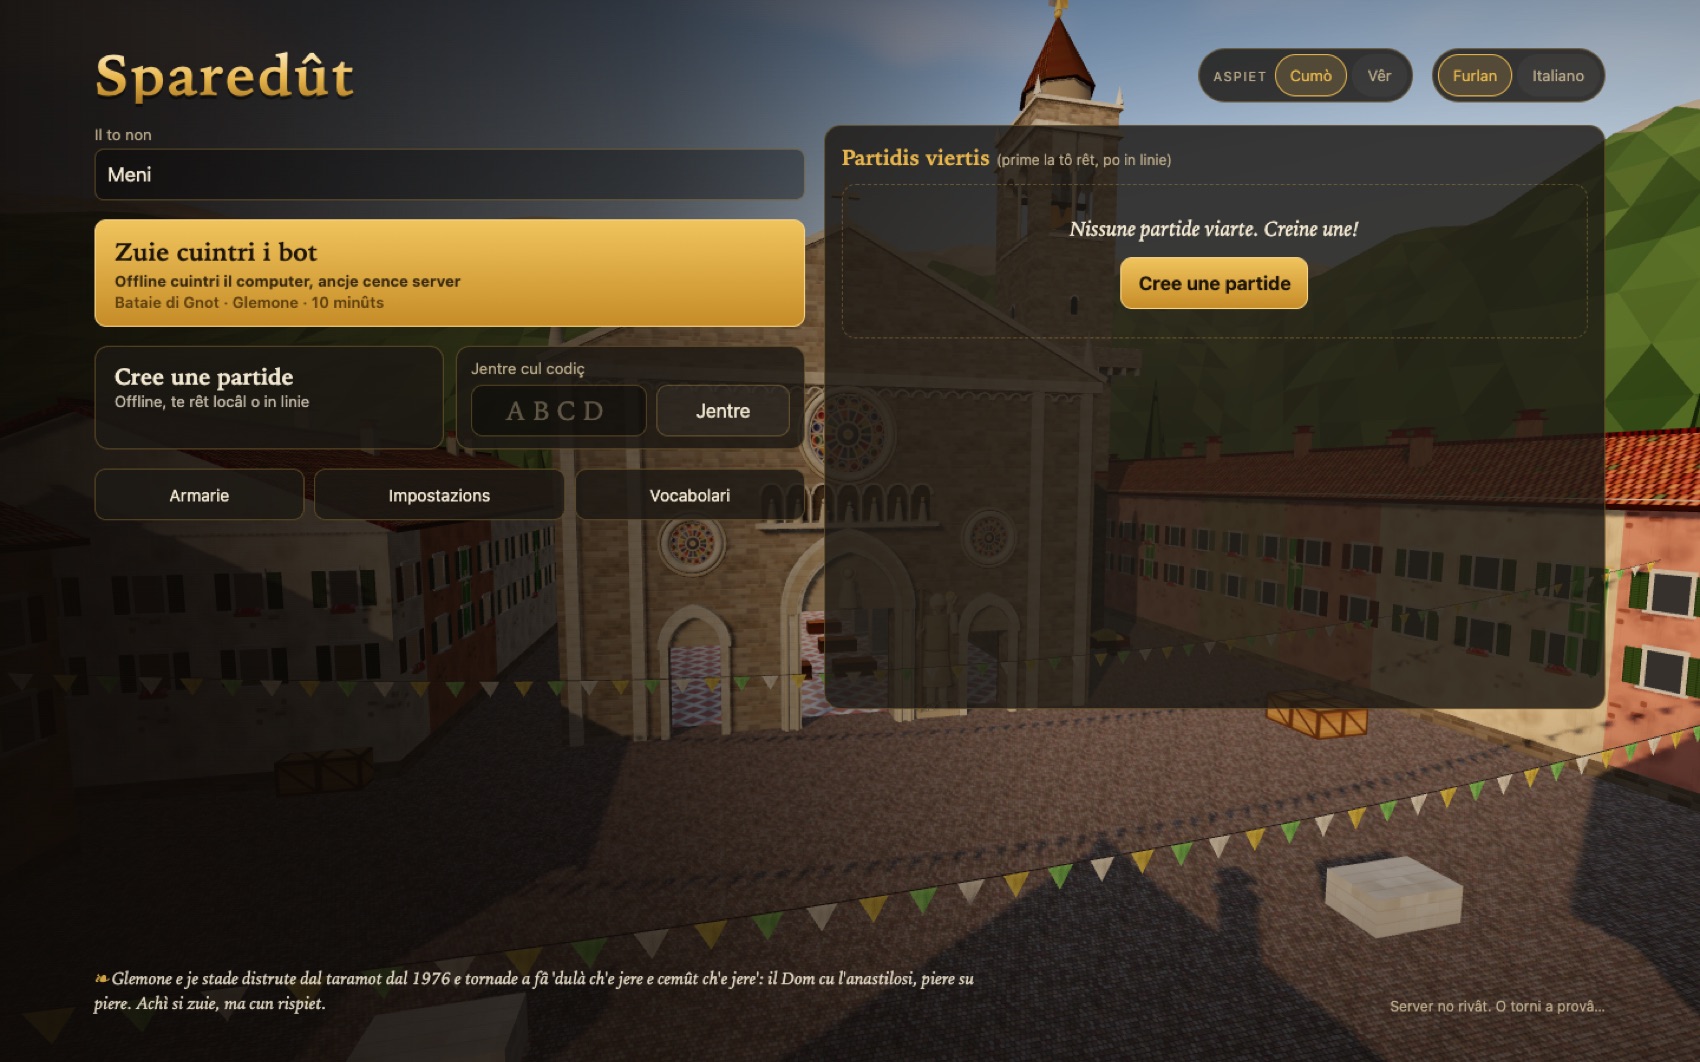 Sparedût
ASPIET Cumò Vêr Furlan Italiano
Il to non
Meni
Zuie cuintri i bot
Offline cuintri il computer, ancje cence server
Bataie di Gnot · Glemone · 10 minûts
Cree une partide
Offline, te rêt locâl o in linie
Jentre cul codiç
ABCD Jentre
Armarie Impostazions Vocabolari
Partidis viertis (prime la tô rêt, po in linie)
Nissune partide viarte. Creine une!
Cree une partide
Glemone e je stade distrute dal taramot dal 1976 e tornade a fâ 'dulà ch'e jere e cemût ch'e jere': il Dom cu l'anastilosi, piere su
piere. Achì si zuie, ma cun rispiet.
Server no rivât. O torni a provâ…